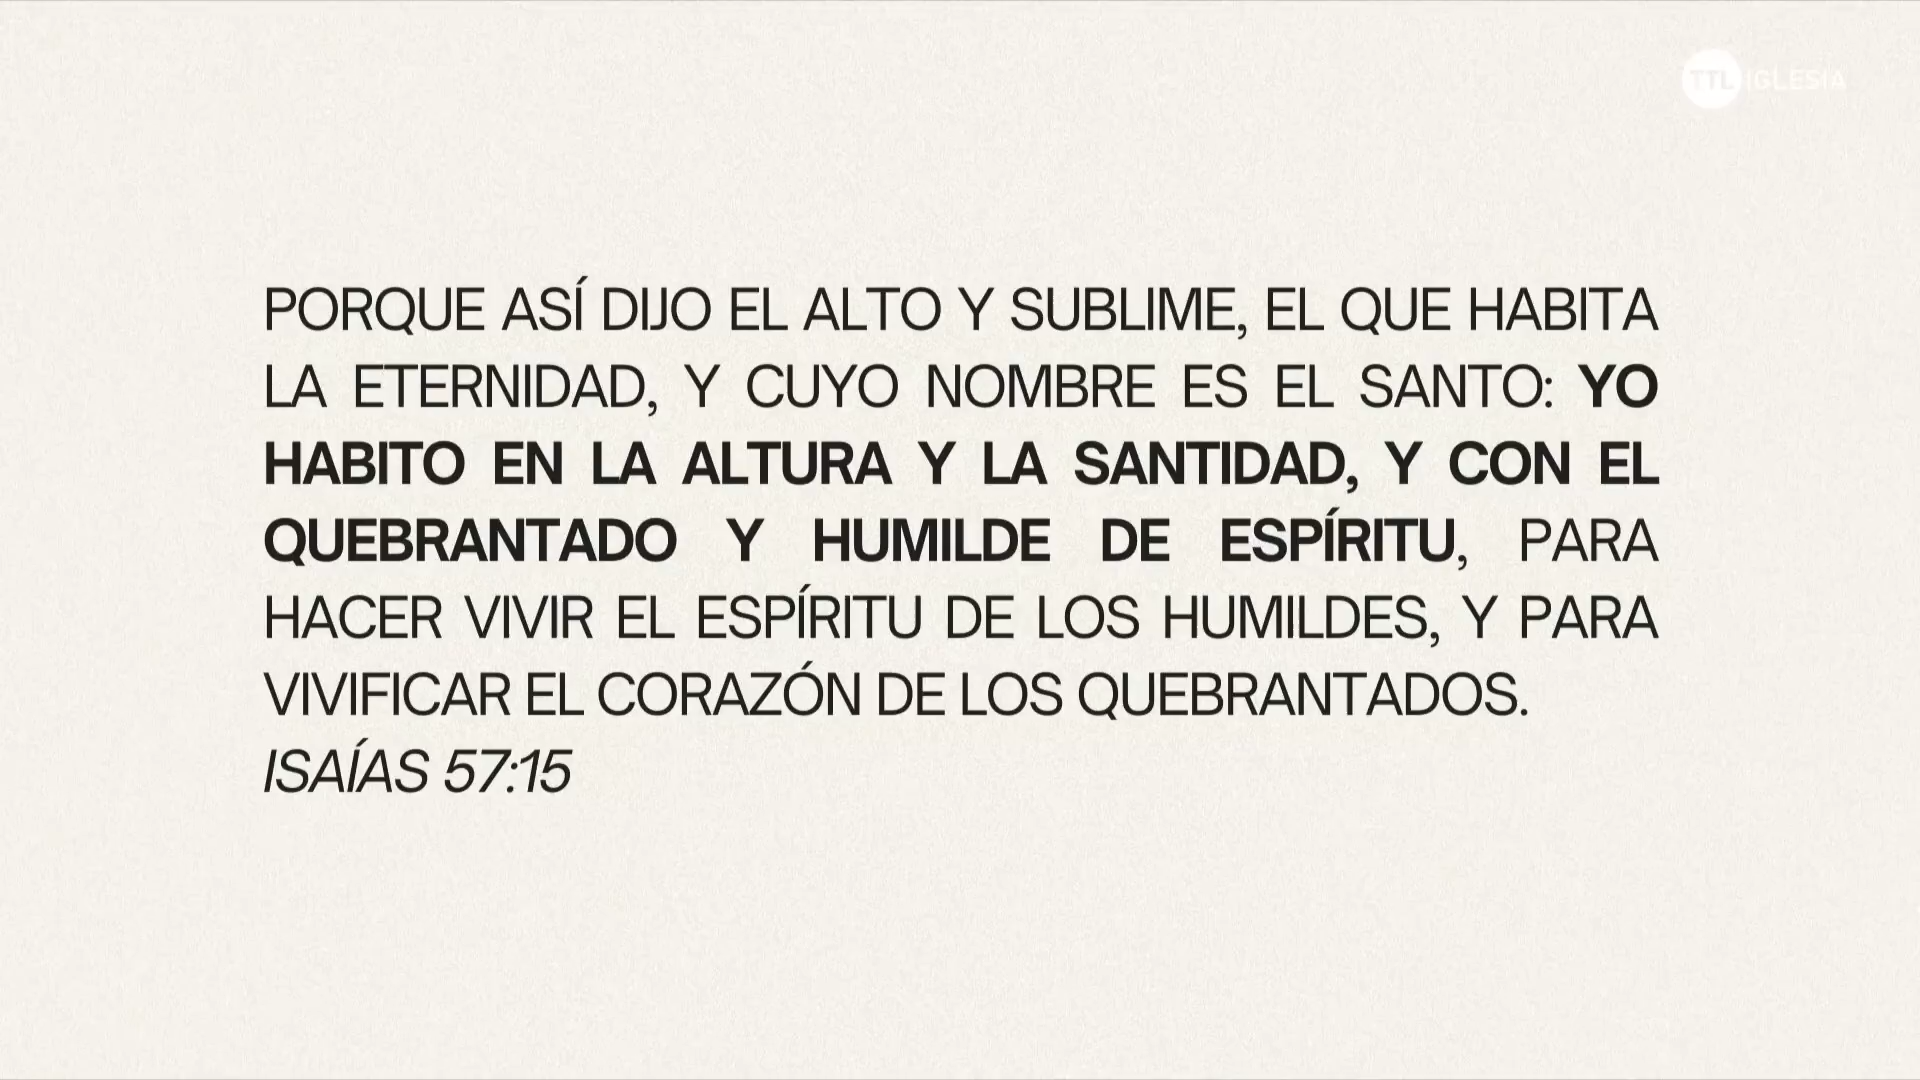 TTL IGLESIA
PORQUE ASÍ DIJO EL ALTO Y SUBLIME, EL QUE HABITA
LA ETERNIDAD, Y CUYO NOMBRE ES EL SANTO: YO
HABITO EN LA ALTURA Y LA SANTIDAD, Y CON EL
QUEBRANTADO Y HUMILDE DE ESPÍRITU, PARA
HACER VIVIR EL ESPÍRITU DE LOS HUMILDES, Y PARA
VIVIFICAR EL CORAZÓN DE LOS QUEBRANTADOS.
ISAÍAS 57:15